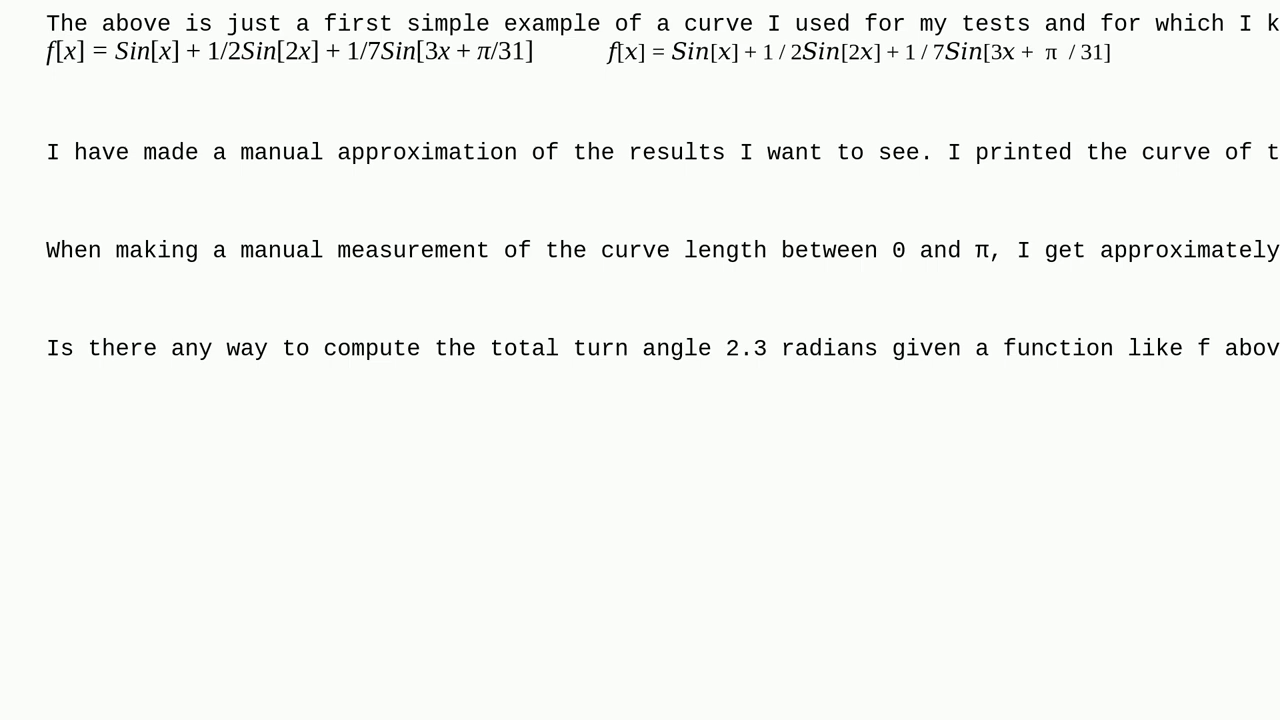 The above is just a first simple example of a curve I used for my tests and for which I k
f[x] = Sin[x] + 1/2Sin[2x] + 1/7Sin[3x + π/31] f[x] = Sin[x] + 1 / 2Sin[2x] + 1 / 7Sin[3x + π / 31]
I have made a manual approximation of the results I want to see. I printed the curve of t
When making a manual measurement of the curve length between 0 and π, I get approximately
Is there any way to compute the total turn angle 2.3 radians given a function like f abov